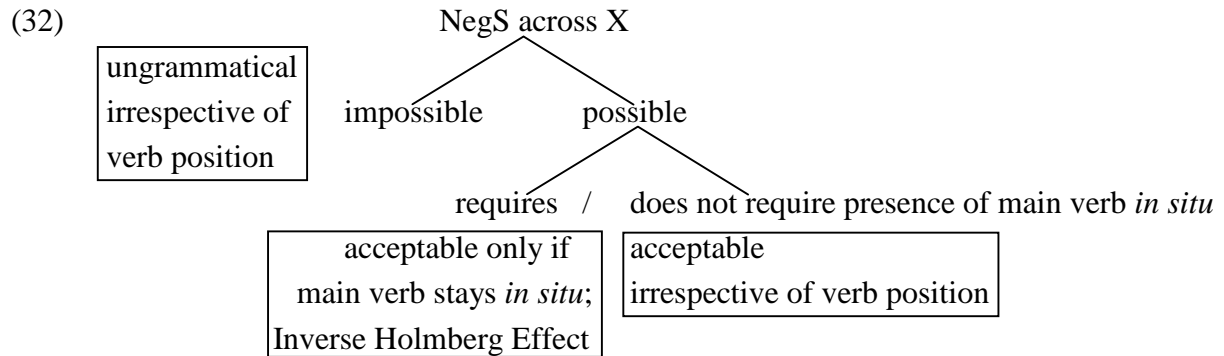 (32) NegS across X
ungrammatical
irrespective of impossible possible
verb position
requires / does not require presence of main verb in situ
acceptable only if acceptable
main verb stays in situ; irrespective of verb position
Inverse Holmberg Effect